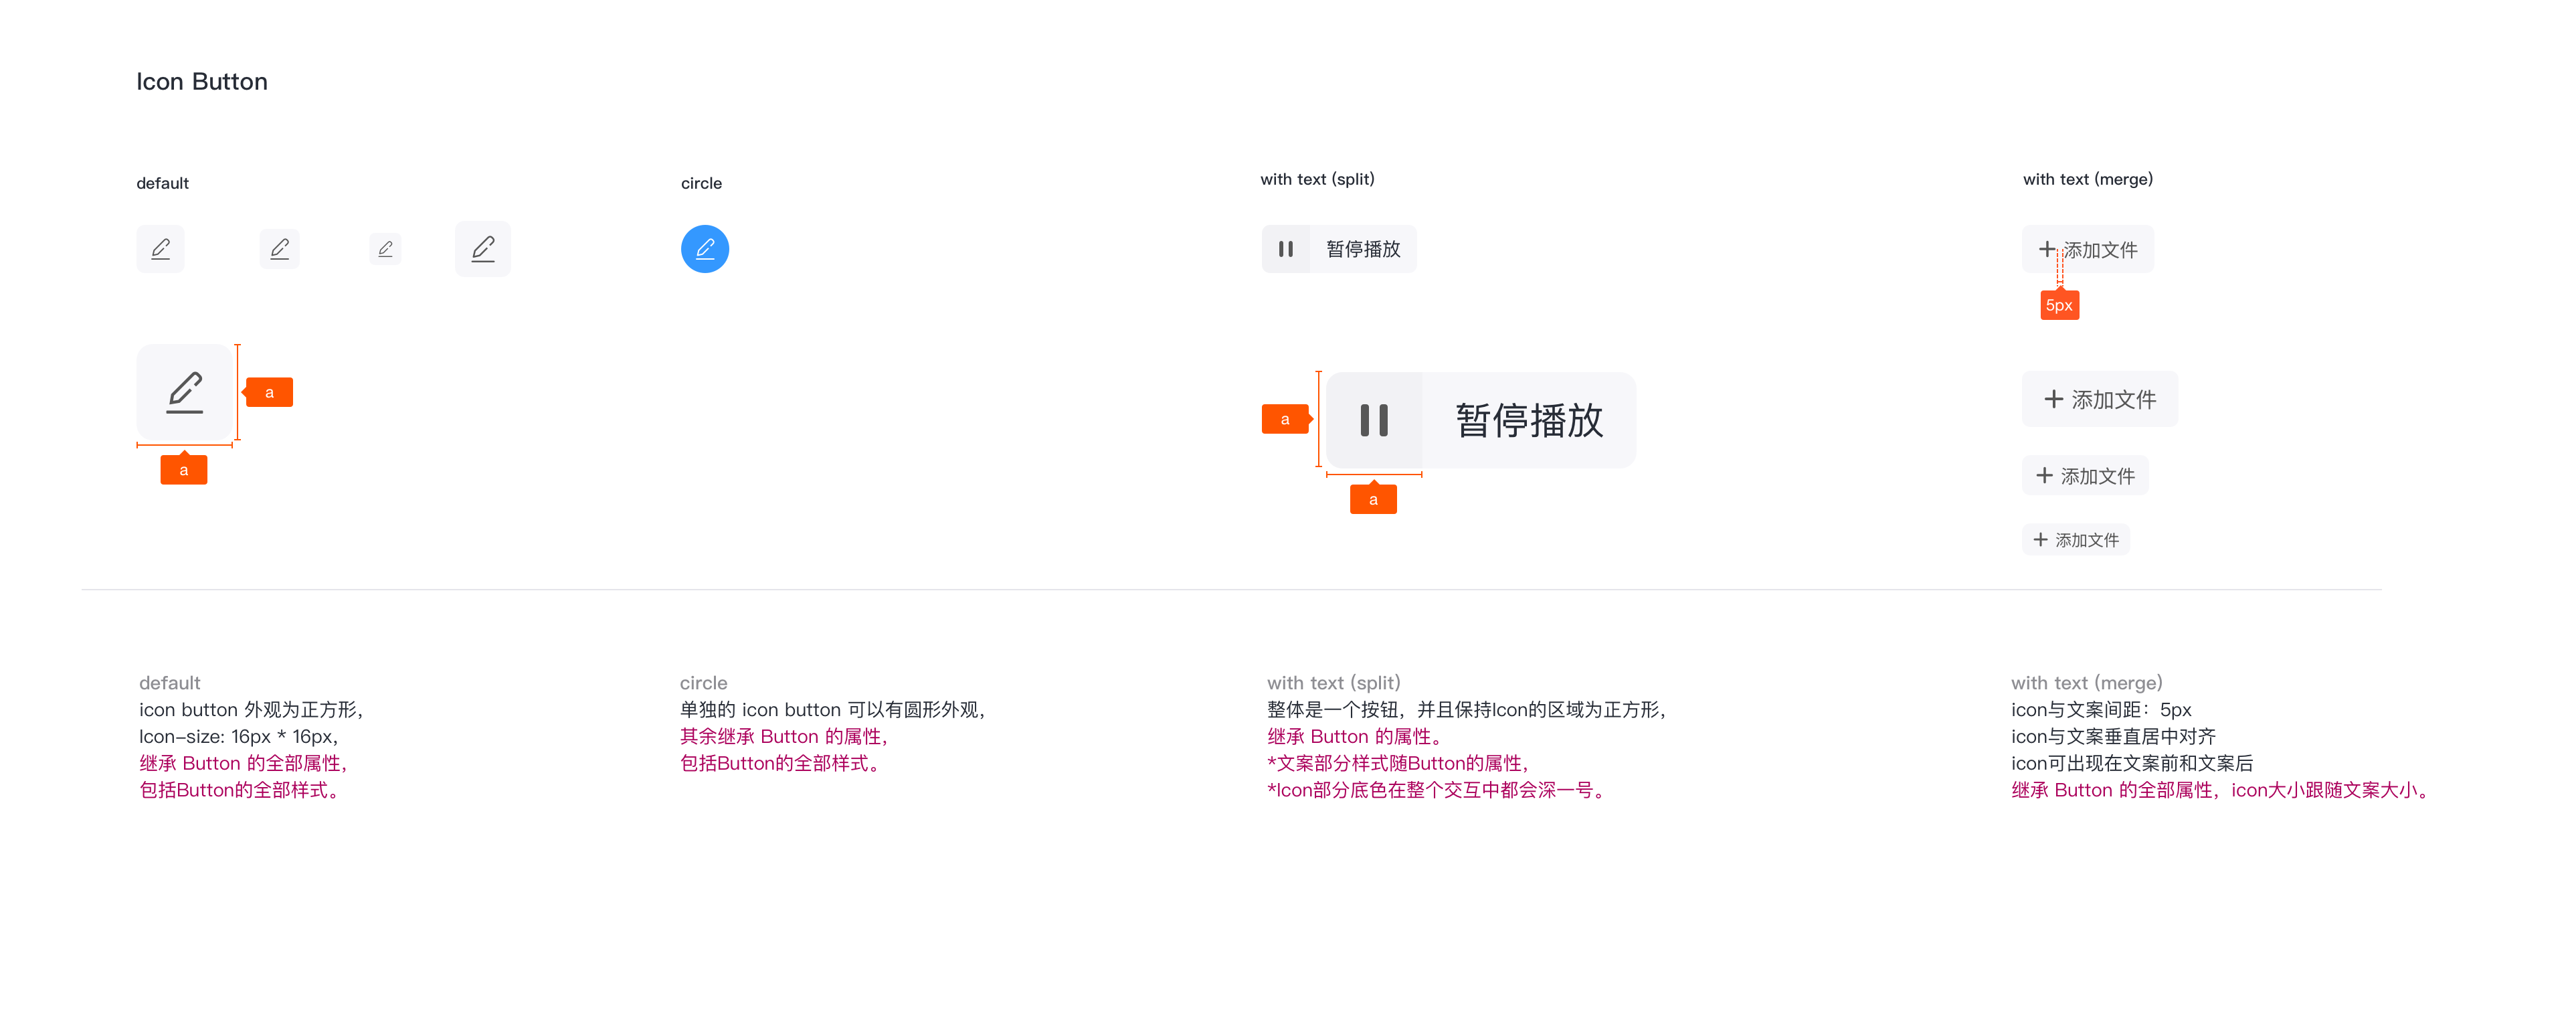 Icon Button
default
circle
with text (split)
with text (merge)
暂停播放
添加文件
5px
a
a
a
暂停播放
a
添加文件
添加文件
添加文件
default
icon button 外观为正方形，
Icon-size: 16px * 16px，
继承 Button 的全部属性，
包括Button的全部样式。
circle
单独的 icon button 可以有圆形外观，
其余继承 Button 的属性，
包括Button的全部样式。
with text (split)
整体是一个按钮，并且保持Icon的区域为正方形，
继承 Button 的属性。
*文案部分样式随Button的属性，
*Icon部分底色在整个交互中都会深一号。
with text (merge)
icon与文案间距：5px
icon与文案垂直居中对齐
icon可出现在文案前和文案后
继承 Button 的全部属性，icon大小跟随文案大小。